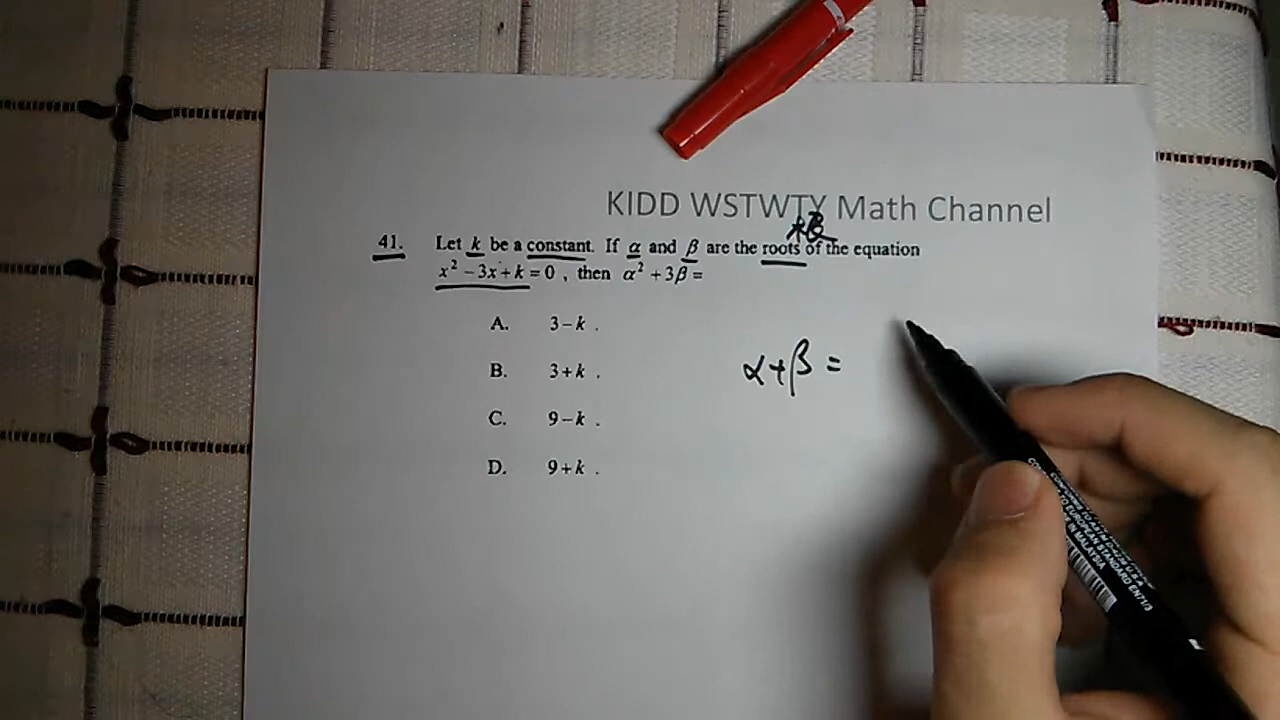 KIDD WSTWTY Math Channel
根
41. Let k be a constant. If α and β are the roots of the equation
x² − 3x + k = 0 , then α² + 3β =
A. 3 − k .
B. 3 + k .
C. 9 − k .
D. 9 + k .
α+β =